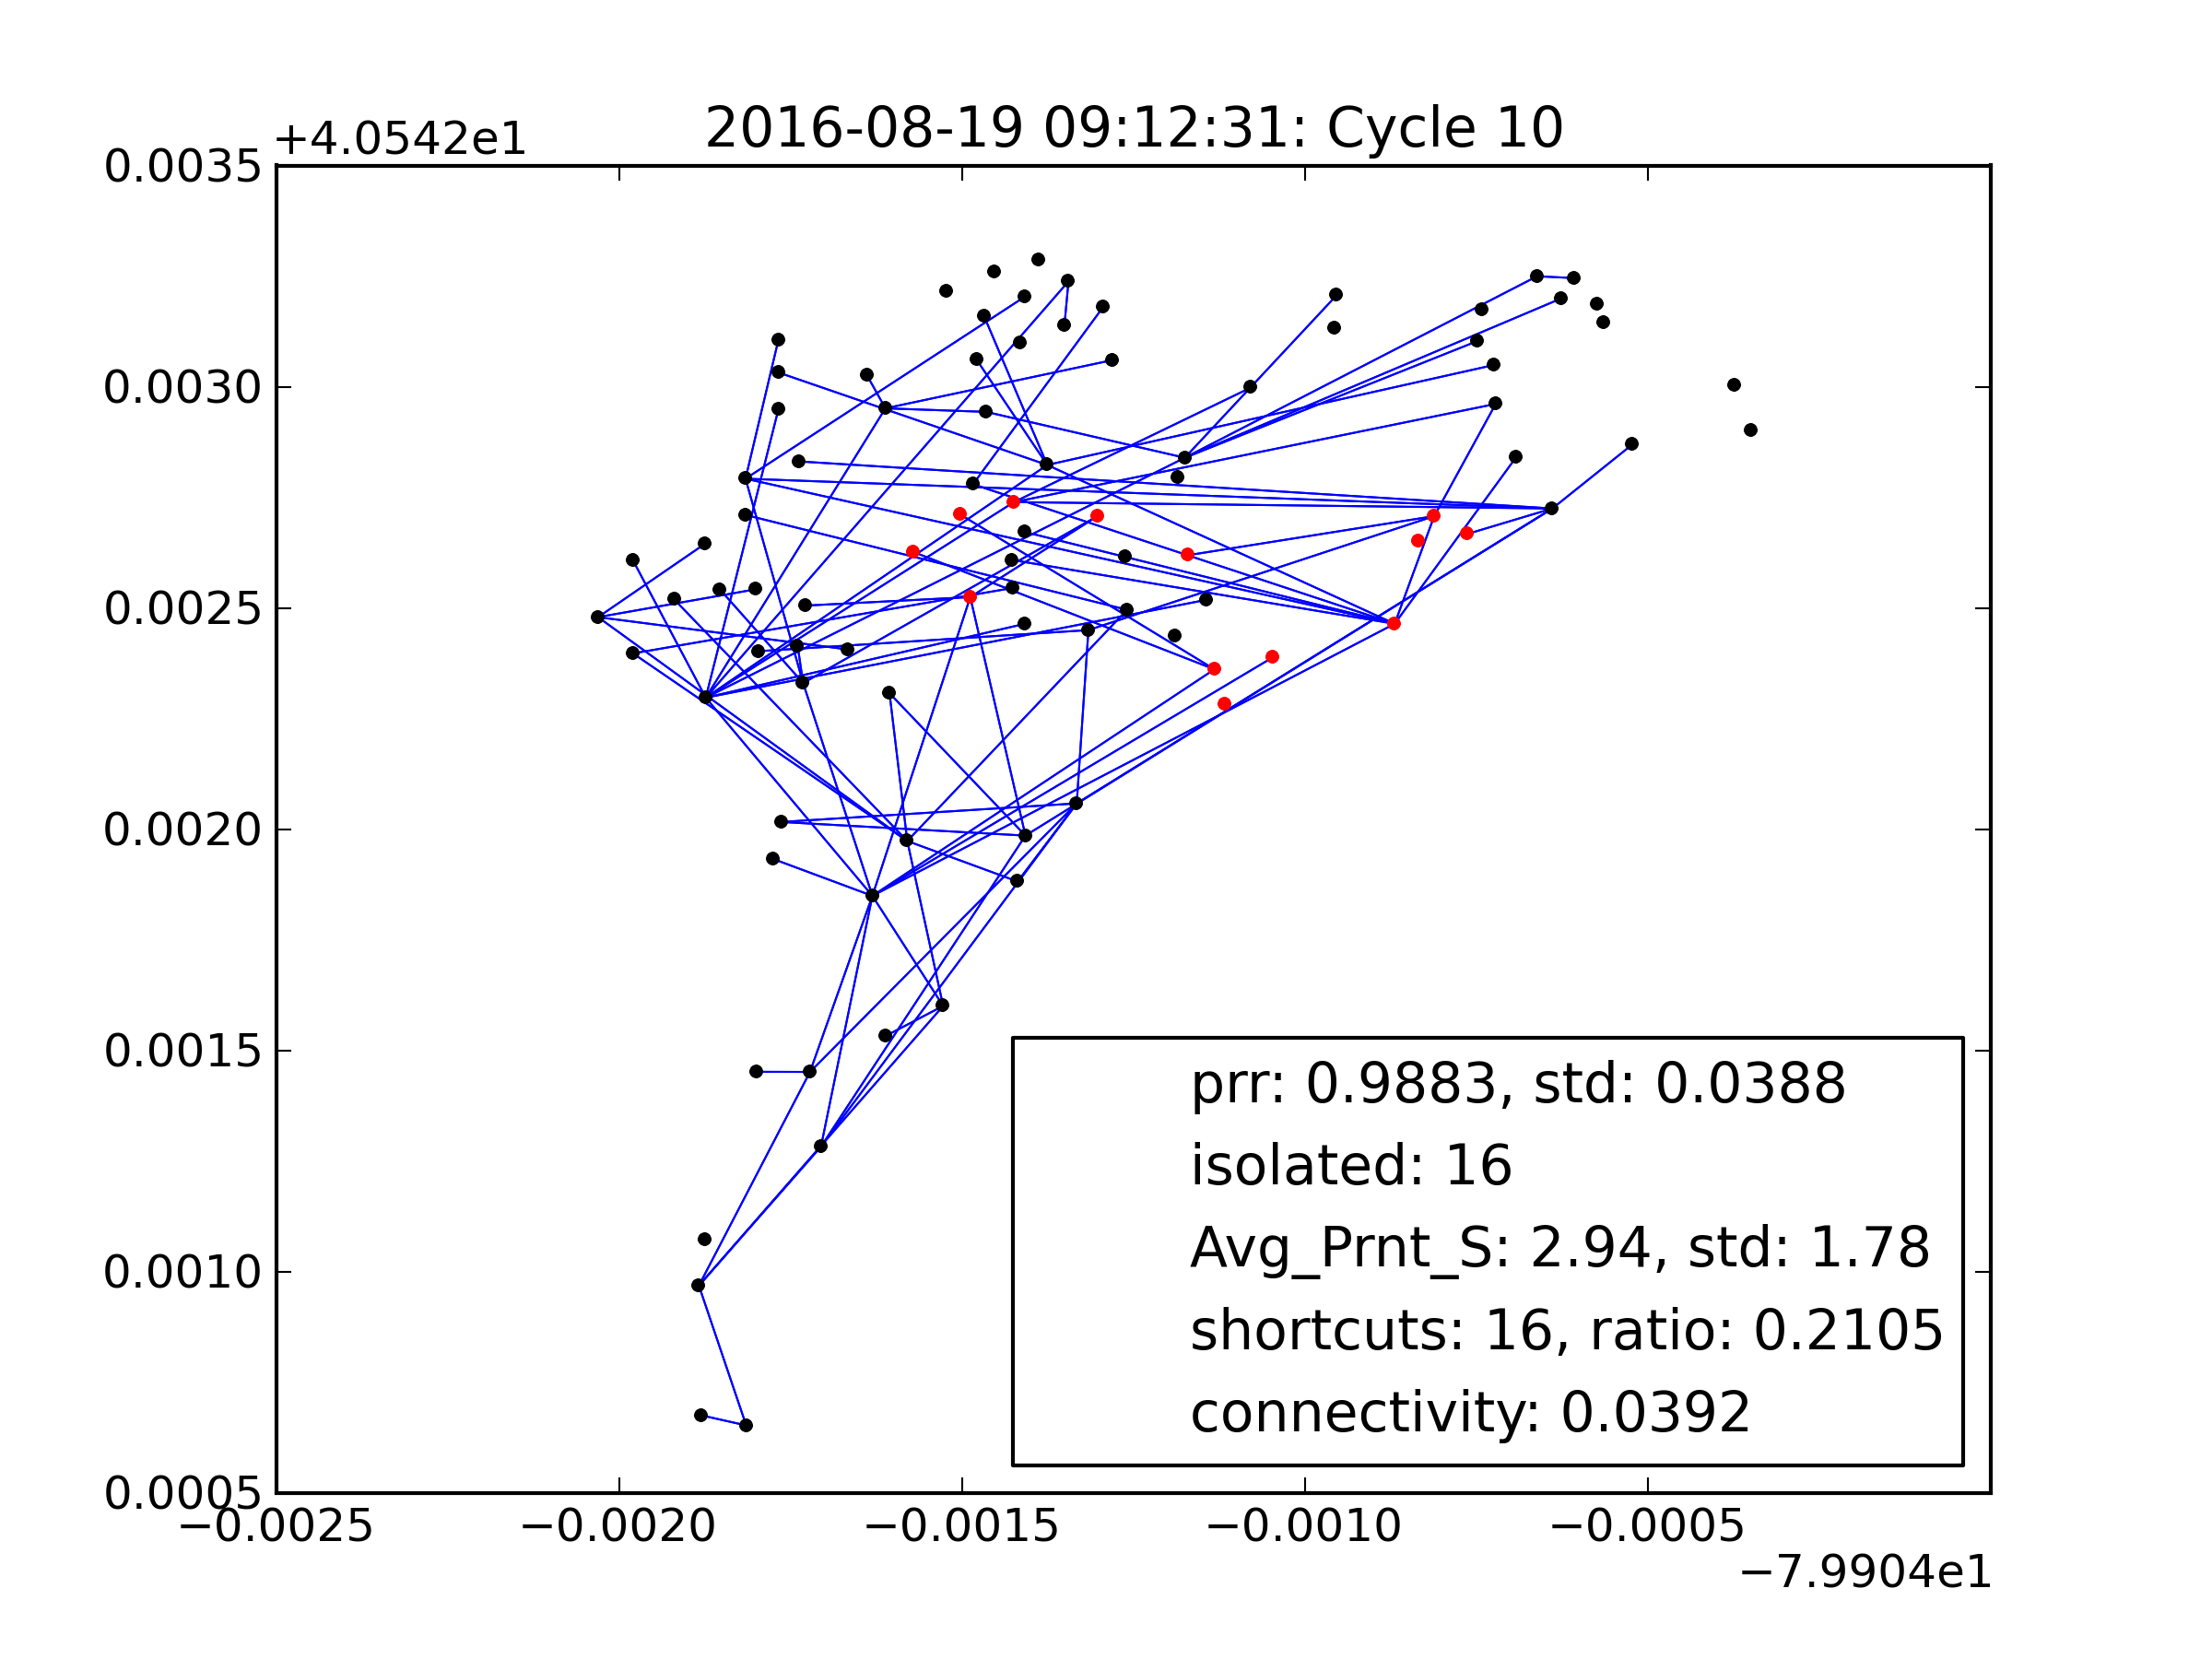 2016-08-19 09:12:31: Cycle 10
+4.0542e1
0.0035
0.0030
0.0025
0.0020
0.0015
0.0010
0.0005
prr: 0.9883, std: 0.0388
isolated: 16
Avg_Prnt_S: 2.94, std: 1.78
shortcuts: 16, ratio: 0.2105
connectivity: 0.0392
−0.0025 −0.0020 −0.0015 −0.0010 −0.0005
−7.9904e1